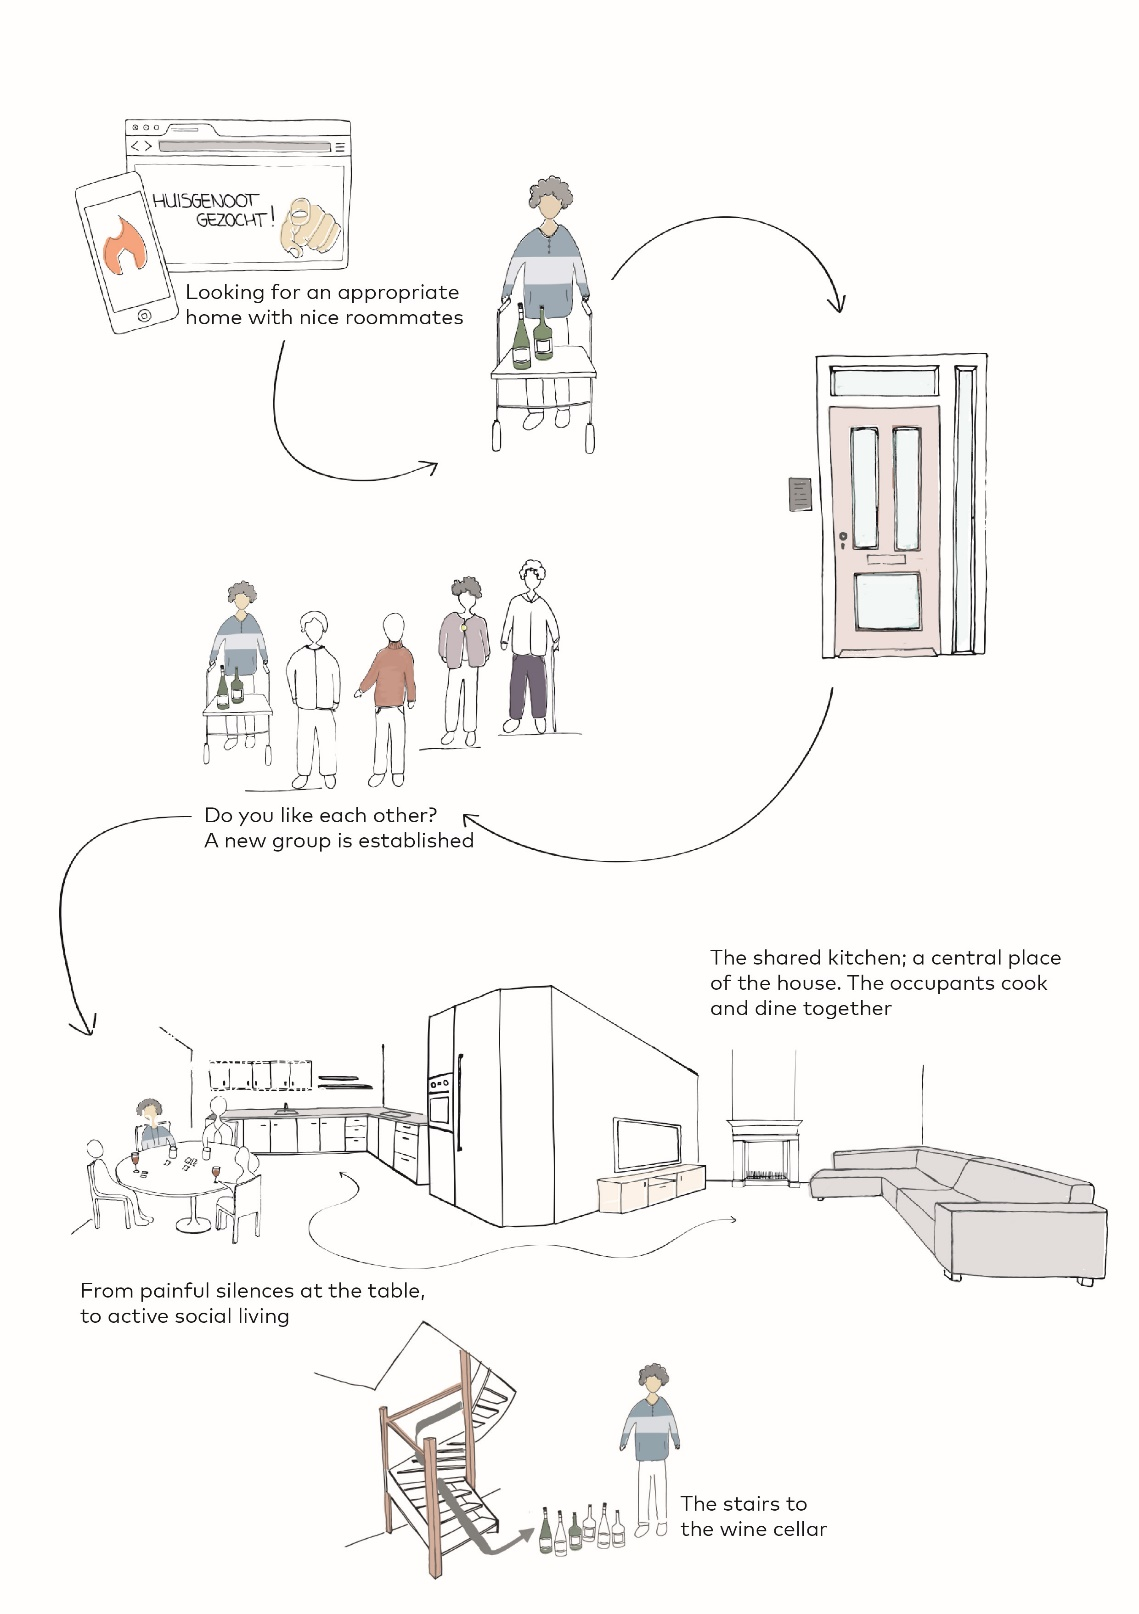 HUISGENOOT
GEZOCHT!
Looking for an appropriate
home with nice roommates
Do you like each other?
A new group is established
The shared kitchen; a central place
of the house. The occupants cook
and dine together
From painful silences at the table,
to active social living
The stairs to
the wine cellar